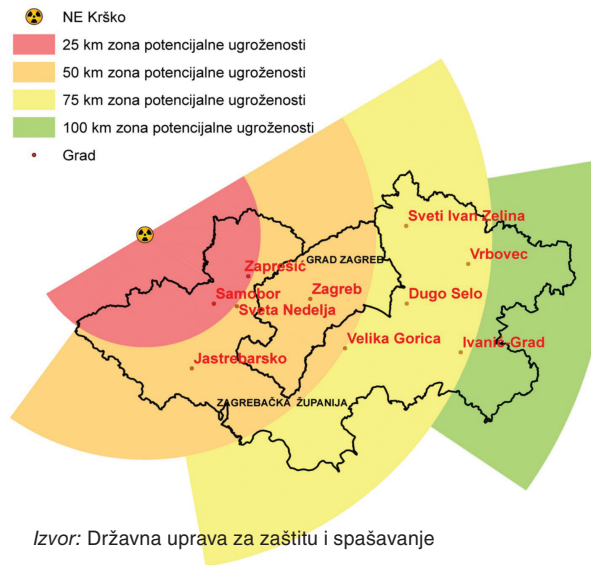 NE Krško
25 km zona potencijalne ugroženosti
50 km zona potencijalne ugroženosti
75 km zona potencijalne ugroženosti
100 km zona potencijalne ugroženosti
Grad
Sveti Ivan Zelina
GRAD ZAGREB
Vrbovec
Zaprešić
Zagreb
Samobor
Dugo Selo
Sveta Nedelja
Velika Gorica
Ivanić-Grad
Jastrebarsko
ZAGREBAČKA ŽUPANIJA
Izvor: Državna uprava za zaštitu i spašavanje